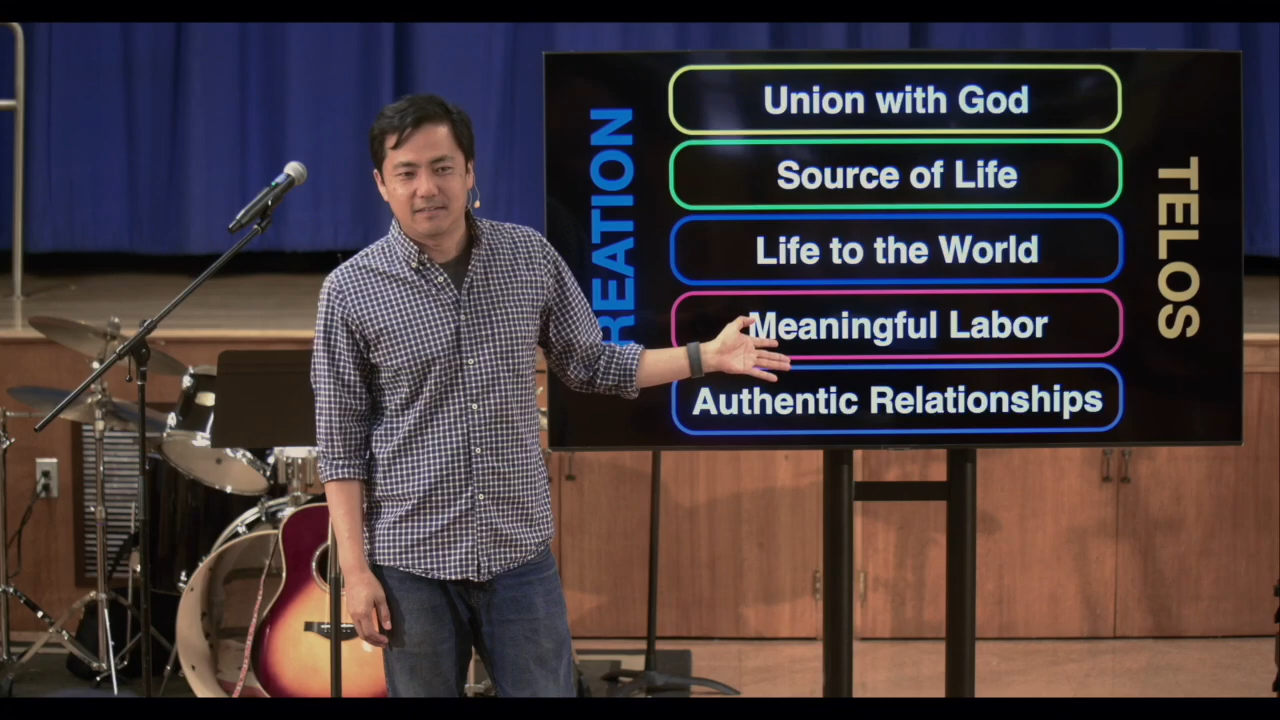 REATION
Union with God
Source of Life
Life to the World
Meaningful Labor
Authentic Relationships
TELOS